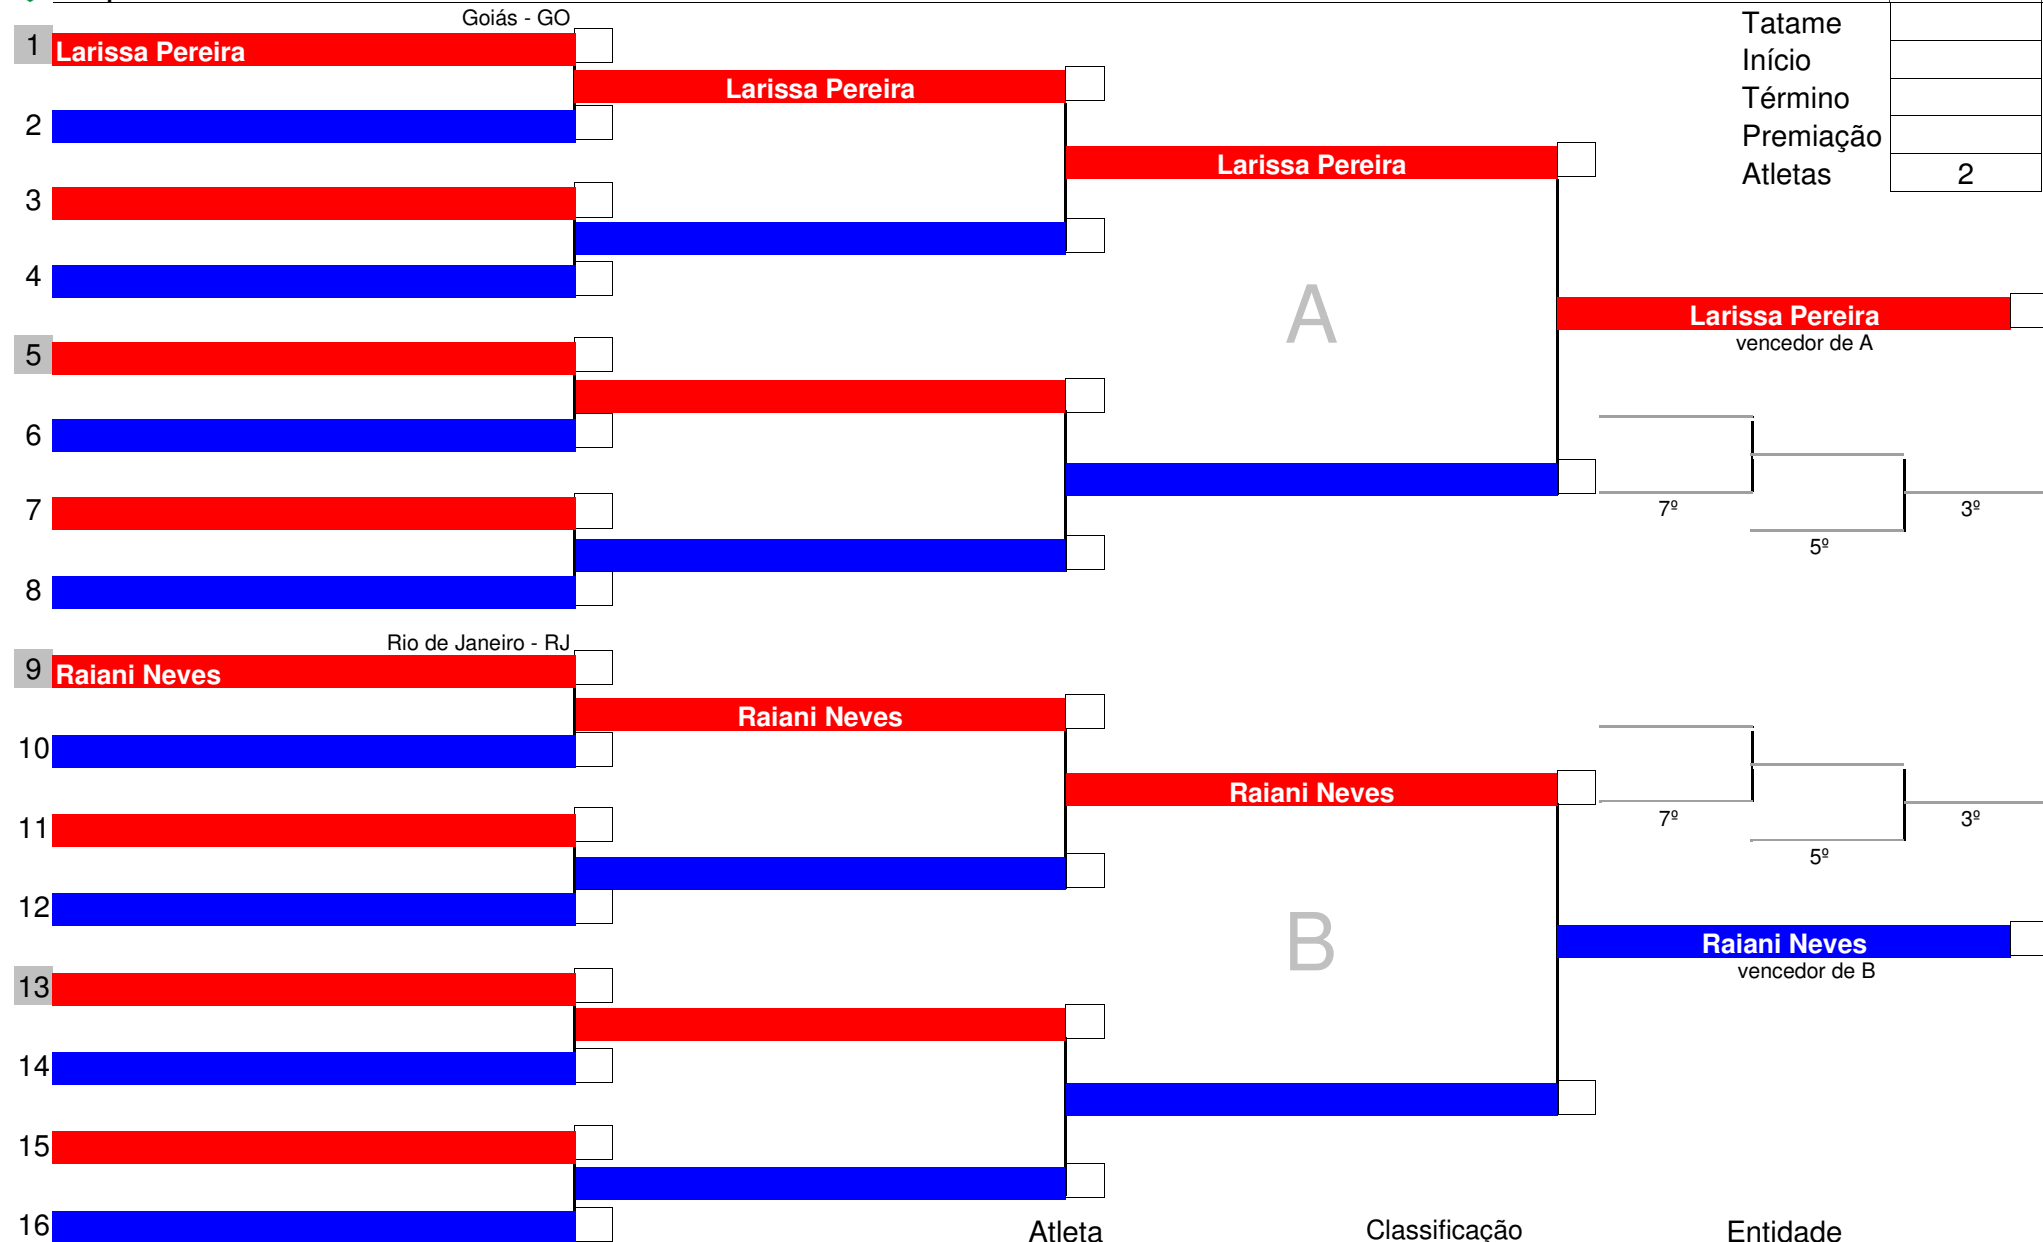 Goiás - GO
Tatame
1 Larissa Pereira
Início
Larissa Pereira
Término
2
Premiação
Larissa Pereira
Atletas 2
3
4
A
Larissa Pereira
vencedor de A
5
6
7
7º
3º
5º
8
Rio de Janeiro - RJ
9 Raiani Neves
Raiani Neves
10
Raiani Neves
11
7º
3º
5º
12
B
Raiani Neves
vencedor de B
13
14
15
16
Atleta Classificação Entidade